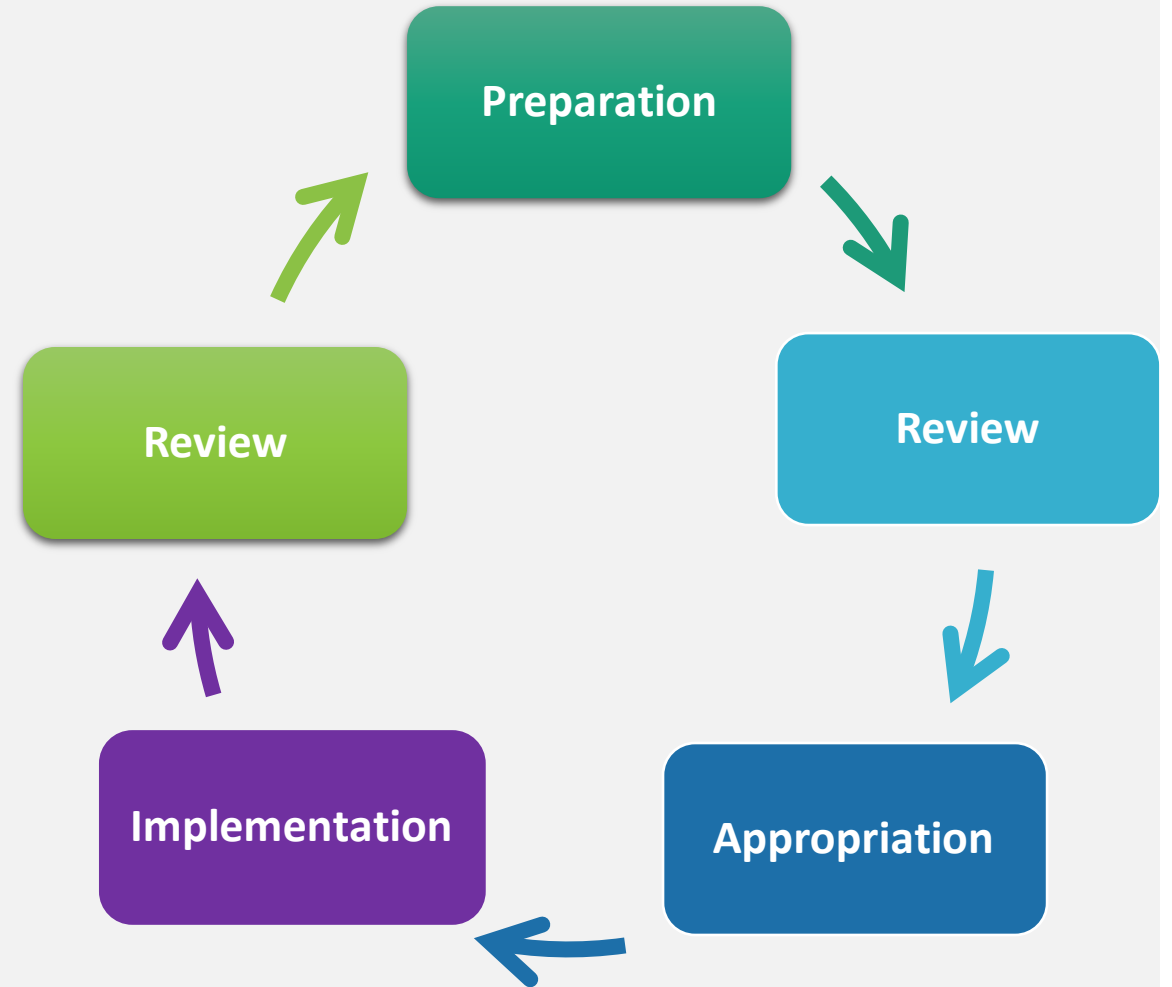 Preparation
Review
Appropriation
Implementation
Review